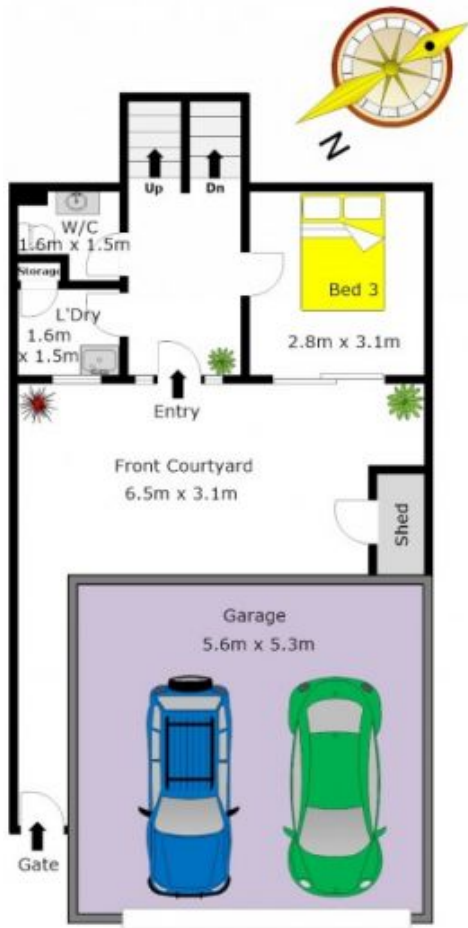 N
Up
Dn
W/C
1.6m x 1.5m
Storage
L'Dry
1.6m
x 1.5m
Bed 3
2.8m x 3.1m
Entry
Front Courtyard
6.5m x 3.1m
Shed
Garage
5.6m x 5.3m
Gate